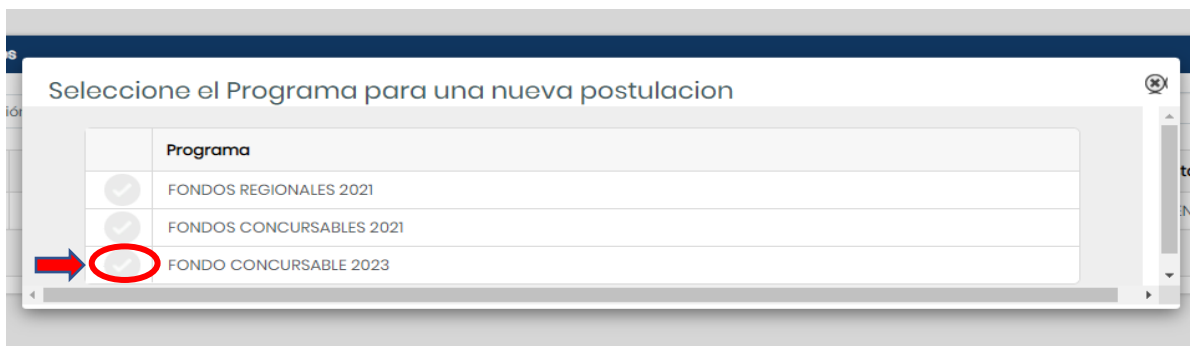 Seleccione el Programa para una nueva postulacion
Programa
FONDOS REGIONALES 2021
FONDOS CONCURSABLES 2021
FONDO CONCURSABLE 2023